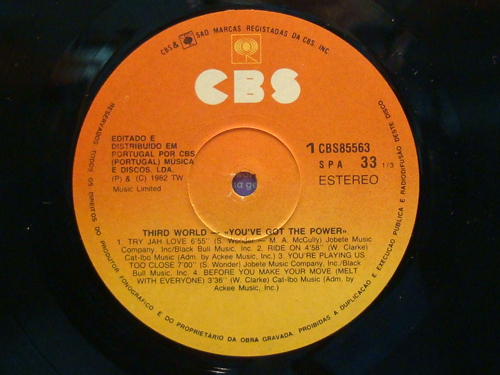 CBS & SÃO MARCAS REGISTADAS DA CBS, INC.
CBS
EDITADO E
DISTRIBUIDO EM
PORTUGAL POR CBS
(PORTUGAL) MÚSICA
E DISCOS, LDA.
(P) & (C) 1982 TW
Music Limited
1 CBS85563
SPA 33 1/3
ESTEREO
THIRD WORLD — «YOU'VE GOT THE POWER»
1. TRY JAH LOVE 6'55'' (S. Wonder — M. A. McCully) Jobete Music
Company, Inc/Black Bull Music, Inc. 2. RIDE ON 4'58'' (W. Clarke)
Cat-Ibo Music (Adm, by Ackee Music, Inc.) 3. YOU'RE PLAYING US
TOO CLOSE 7'00'' (S. Wonder) Jobete Music Company, Inc./Black
Bull Music, Inc. 4. BEFORE YOU MAKE YOUR MOVE (MELT
WITH EVERYONE) 3'36'' (W. Clarke) Cat-Ibo Music (Adm, by
Ackee Music, Inc.)
RESERVADOS TODOS OS DIREITOS DO PRODUTOR FONOGRÁFICO E DO PROPRIETÁRIO DA OBRA GRAVADA. PROIBIDAS A DUPLICAÇÃO E EXECUÇÃO PUBLICA E RADIODIFUSÃO DESTE DISCO